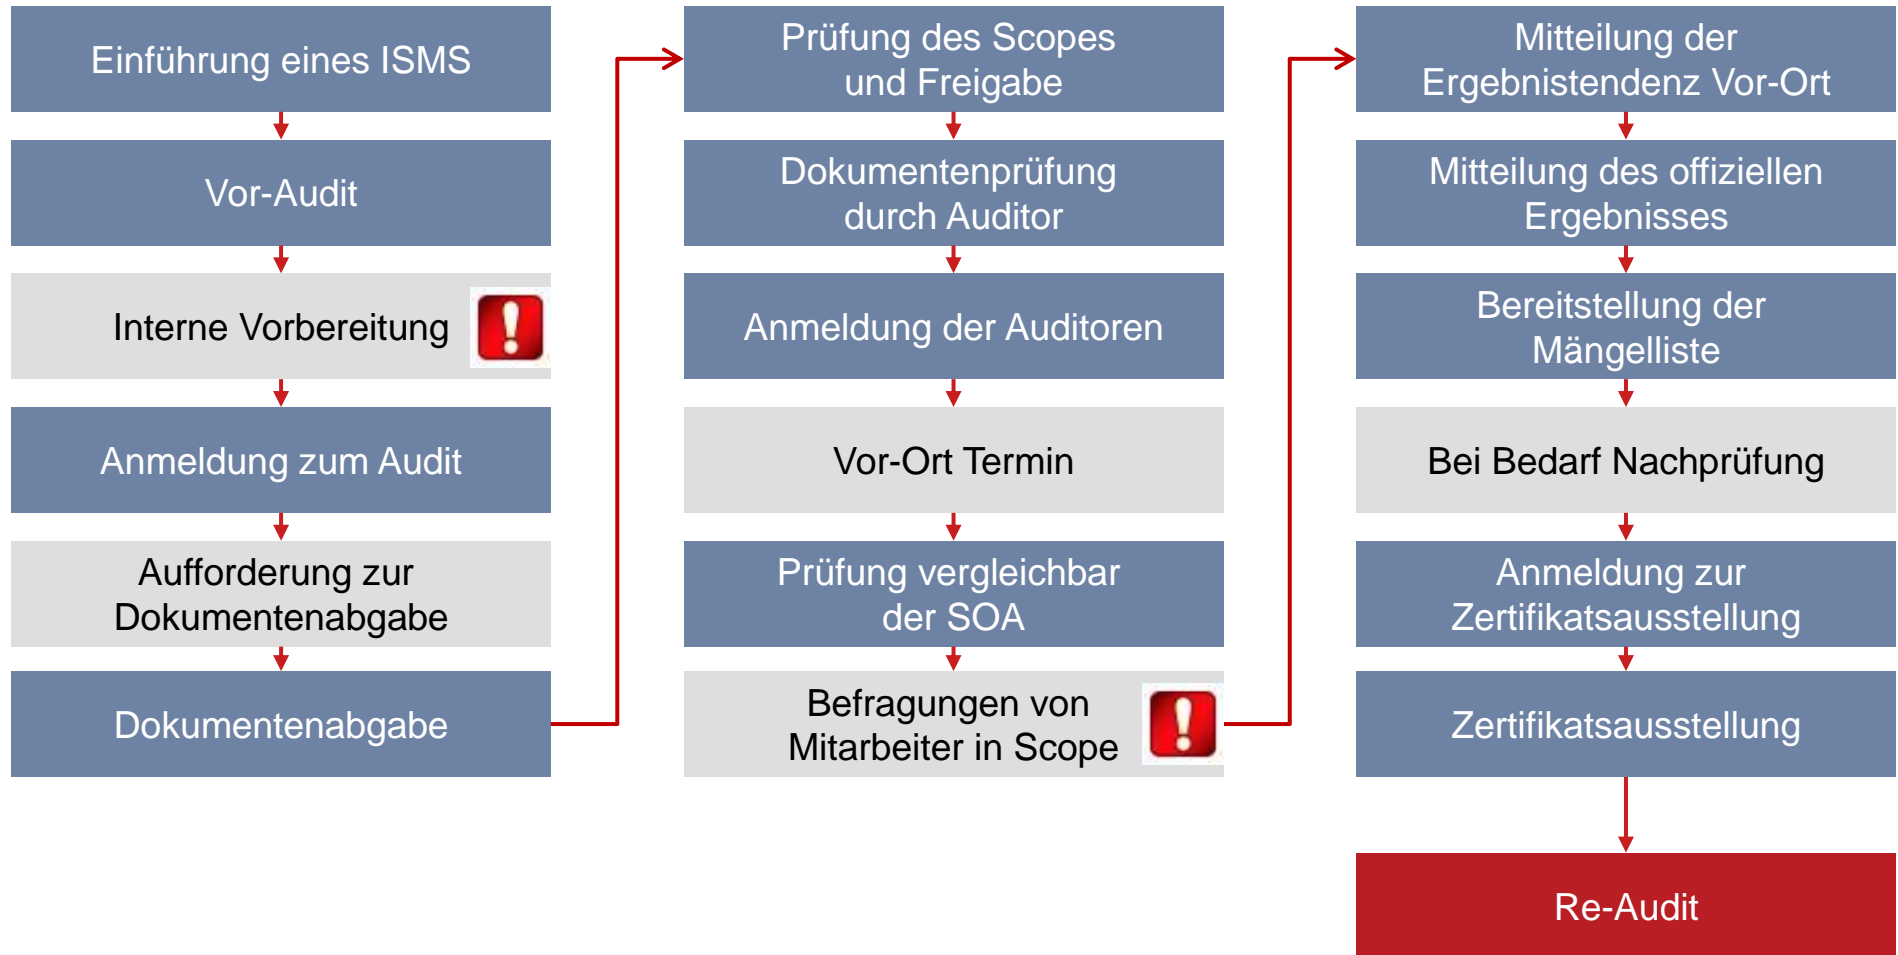 Einführung eines ISMS
Vor-Audit
Interne Vorbereitung
Anmeldung zum Audit
Aufforderung zur
Dokumentenabgabe
Dokumentenabgabe
Prüfung des Scopes
und Freigabe
Dokumentenprüfung
durch Auditor
Anmeldung der Auditoren
Vor-Ort Termin
Prüfung vergleichbar
der SOA
Befragungen von
Mitarbeiter in Scope
Mitteilung der
Ergebnistendenz Vor-Ort
Mitteilung des offiziellen
Ergebnisses
Bereitstellung der
Mängelliste
Bei Bedarf Nachprüfung
Anmeldung zur
Zertifikatsausstellung
Zertifikatsausstellung
Re-Audit